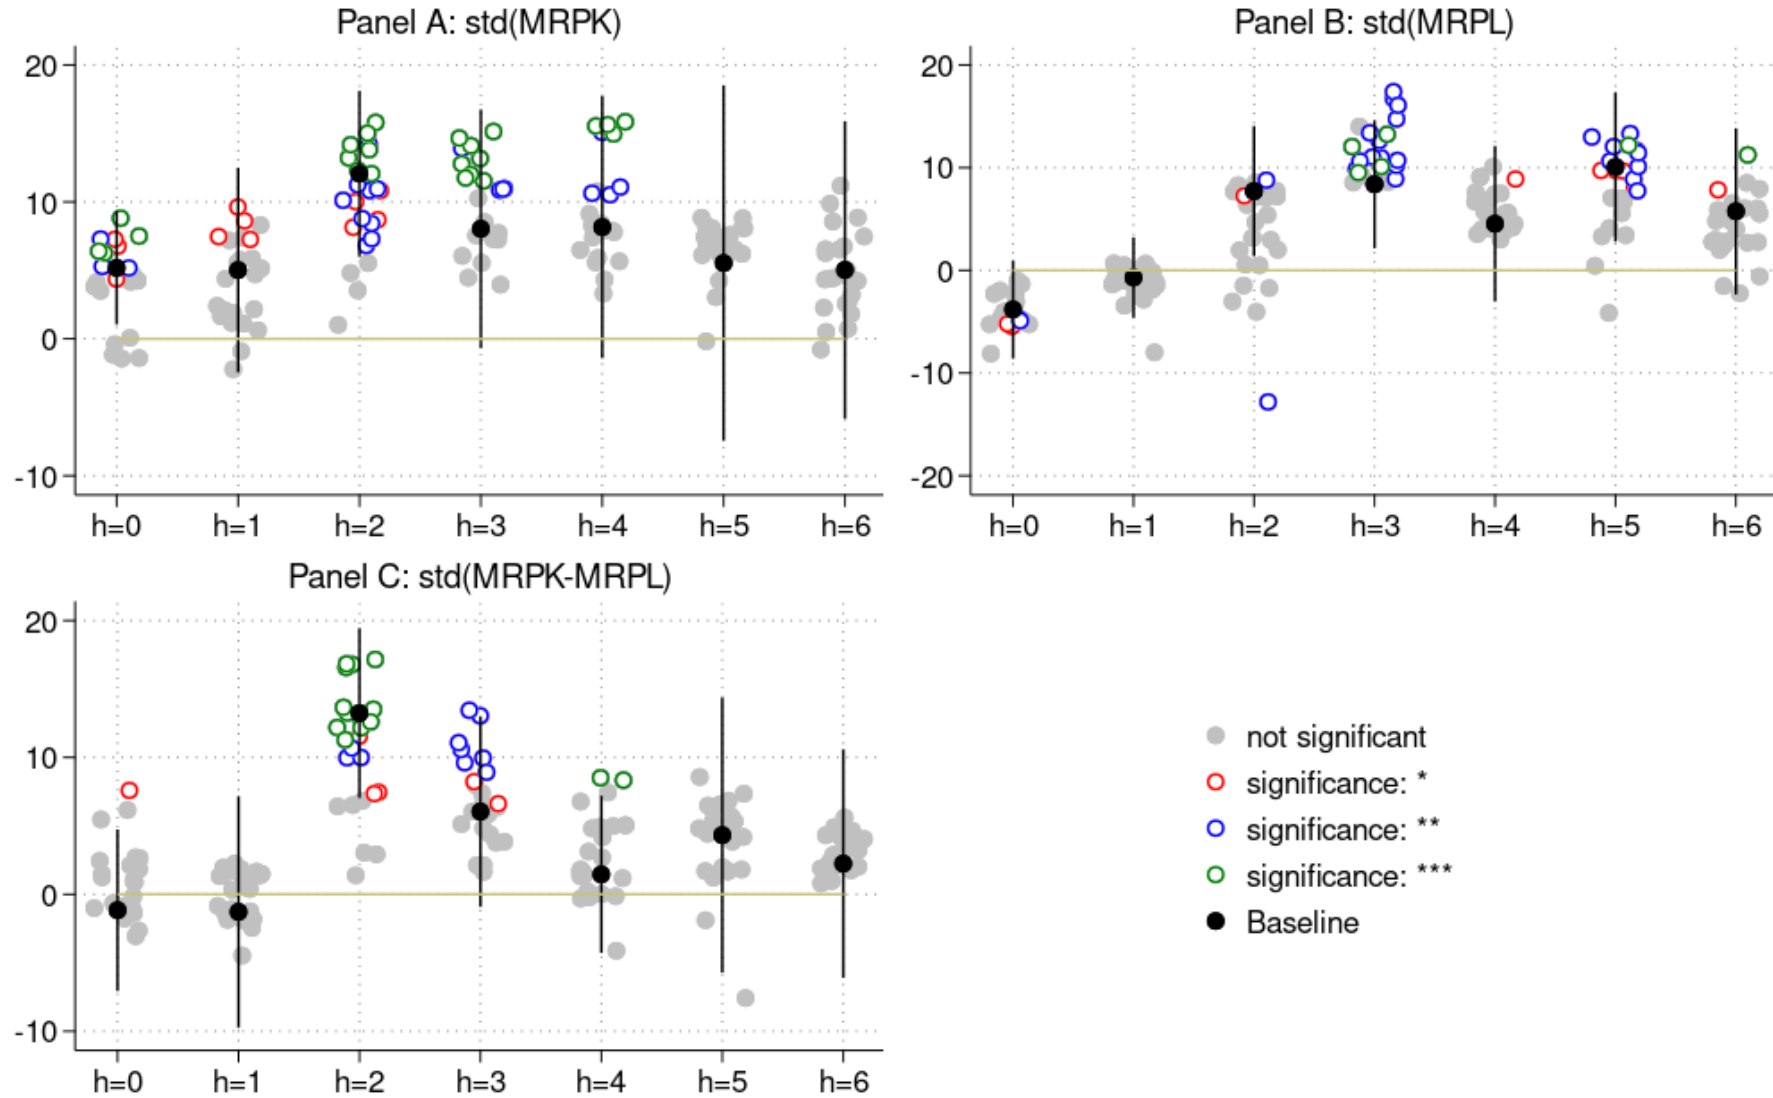 Panel A: std(MRPK)
20
10
0
-10
h=0 h=1 h=2 h=3 h=4 h=5 h=6
Panel B: std(MRPL)
20
10
0
-10
-20
h=0 h=1 h=2 h=3 h=4 h=5 h=6
Panel C: std(MRPK-MRPL)
20
10
0
-10
h=0 h=1 h=2 h=3 h=4 h=5 h=6
not significant
significance: *
significance: **
significance: ***
Baseline